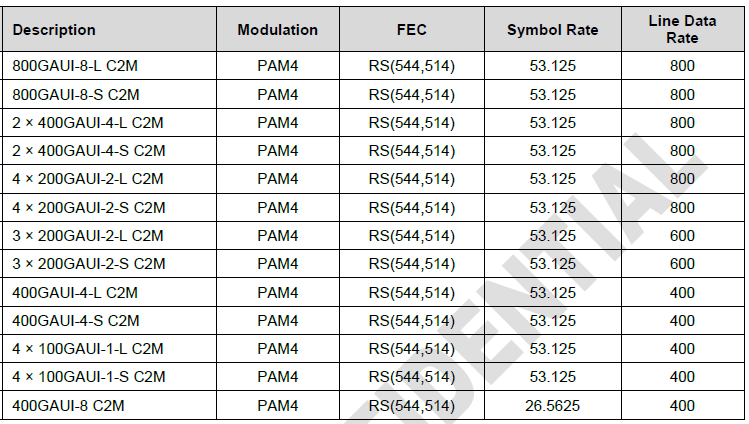 Description Modulation FEC Symbol Rate Line Data Rate
800GAUI-8-L C2M PAM4 RS(544,514) 53.125 800
800GAUI-8-S C2M PAM4 RS(544,514) 53.125 800
2 × 400GAUI-4-L C2M PAM4 RS(544,514) 53.125 800
2 × 400GAUI-4-S C2M PAM4 RS(544,514) 53.125 800
4 × 200GAUI-2-L C2M PAM4 RS(544,514) 53.125 800
4 × 200GAUI-2-S C2M PAM4 RS(544,514) 53.125 800
3 × 200GAUI-2-L C2M PAM4 RS(544,514) 53.125 600
3 × 200GAUI-2-S C2M PAM4 RS(544,514) 53.125 600
400GAUI-4-L C2M PAM4 RS(544,514) 53.125 400
400GAUI-4-S C2M PAM4 RS(544,514) 53.125 400
4 × 100GAUI-1-L C2M PAM4 RS(544,514) 53.125 400
4 × 100GAUI-1-S C2M PAM4 RS(544,514) 53.125 400
400GAUI-8 C2M PAM4 RS(544,514) 26.5625 400
IDENTIAL